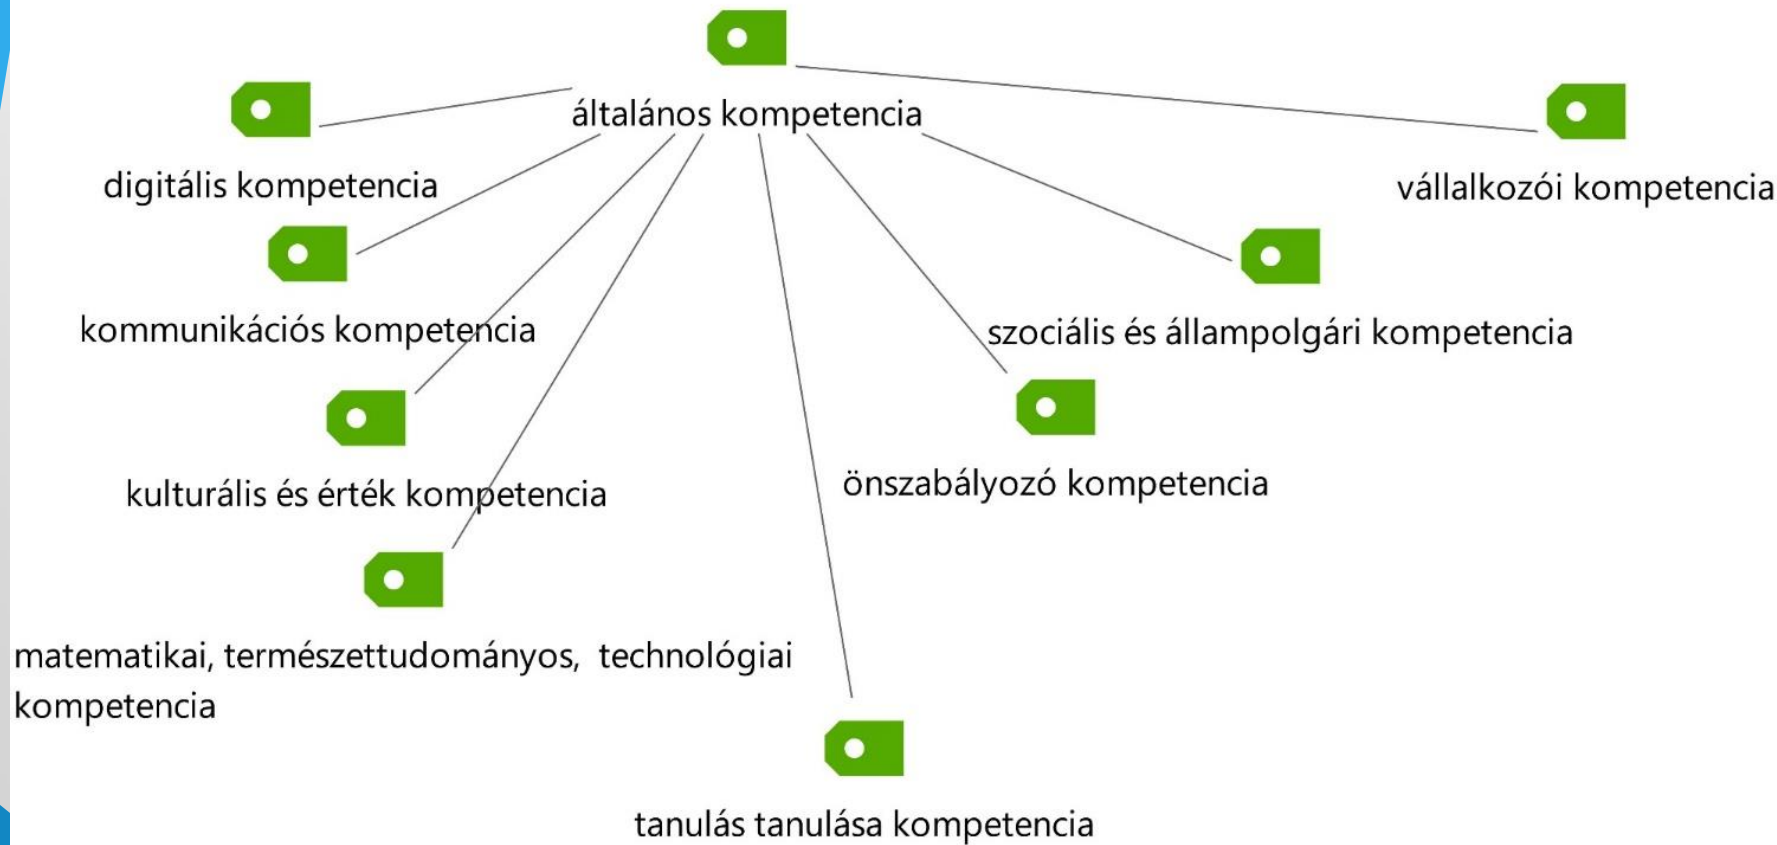 általános kompetencia
digitális kompetencia
vállalkozói kompetencia
kommunikációs kompetencia
szociális és állampolgári kompetencia
kulturális és érték kompetencia
önszabályozó kompetencia
matematikai, természettudományos, technológiai
kompetencia
tanulás tanulása kompetencia